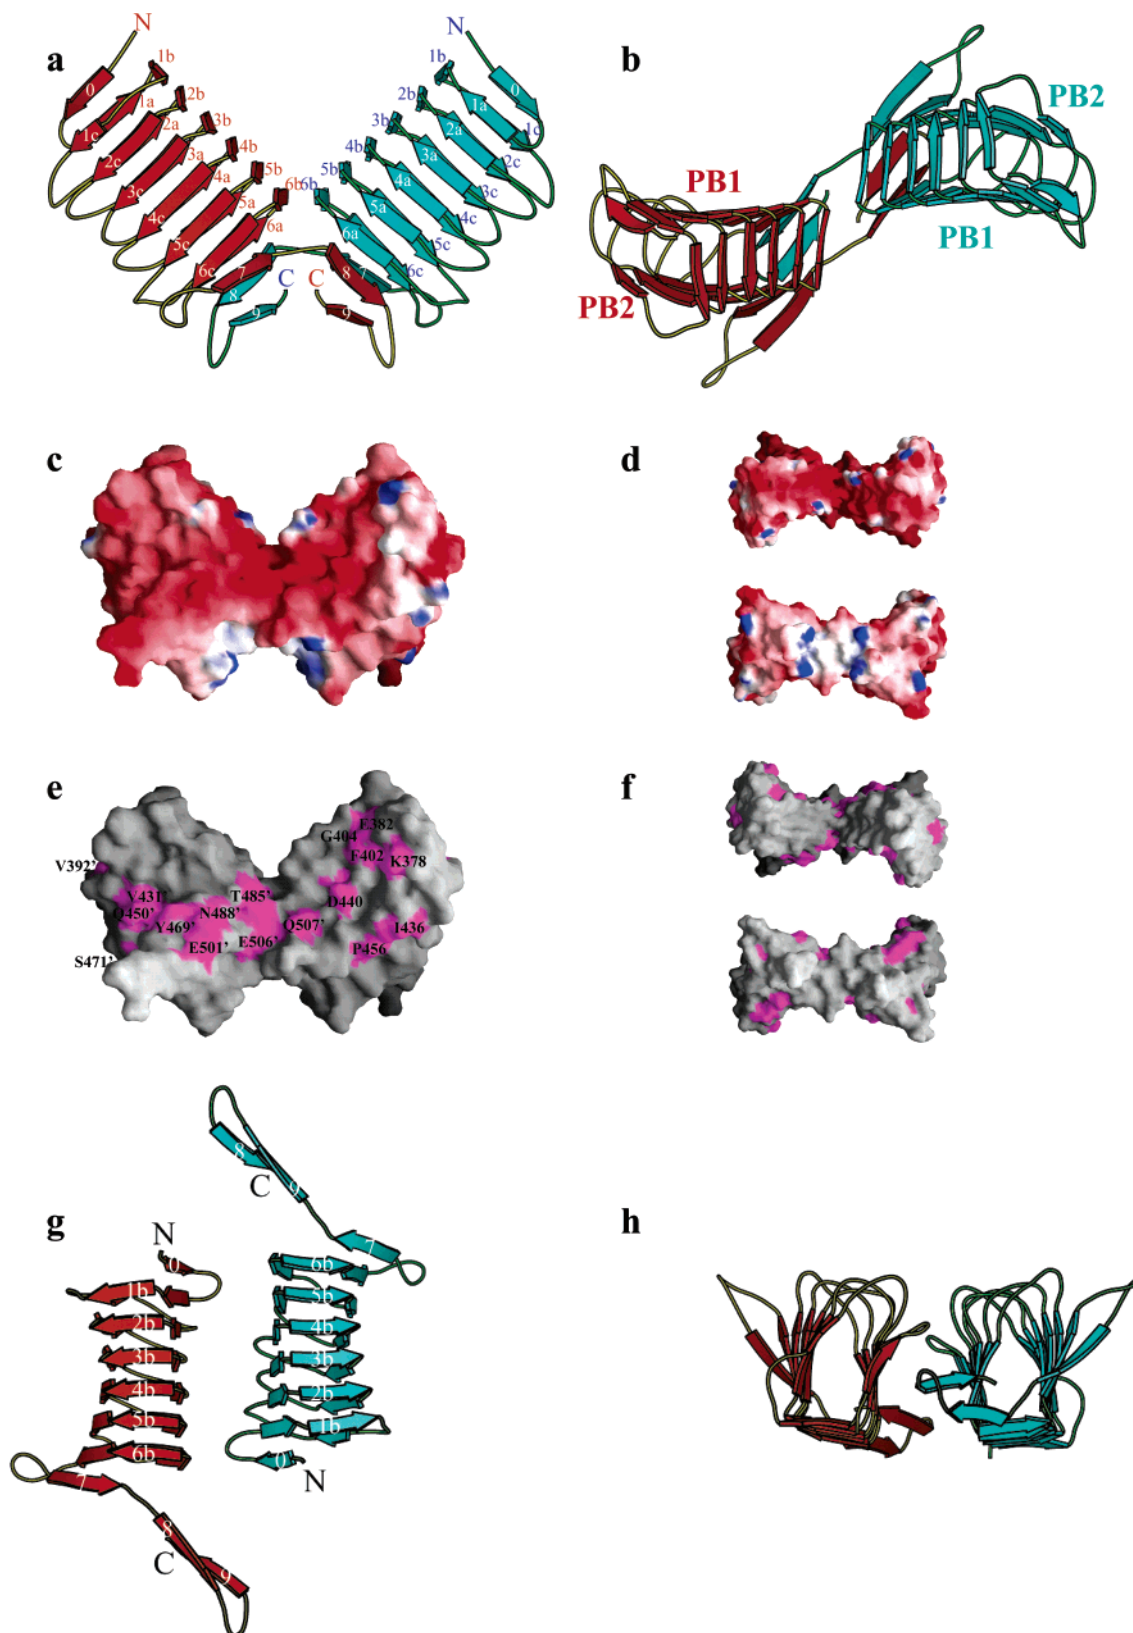 a
N
N
1b
2b
3b
4b
5b
6b
0
1a
2a
3a
4a
5a
6a
1c
2c
3c
4c
5c
6c
7
8
9
C
1b
2b
3b
4b
5b
6b
0
1a
2a
3a
4a
5a
6a
1c
2c
3c
4c
5c
6c
7
8
9
C
b
PB2
PB1
PB1
PB2
c
d
e
E382
G404
F402
K378
V392'
V431'
T485'
D440
Q450'
N488'
Y469'
Q507'
I436
E501'
E506'
P456
S471'
f
g
8
C
9
7
N
0
1b
2b
3b
4b
5b
6b
7
8
C
9
6b
5b
4b
3b
2b
1b
0
N
h